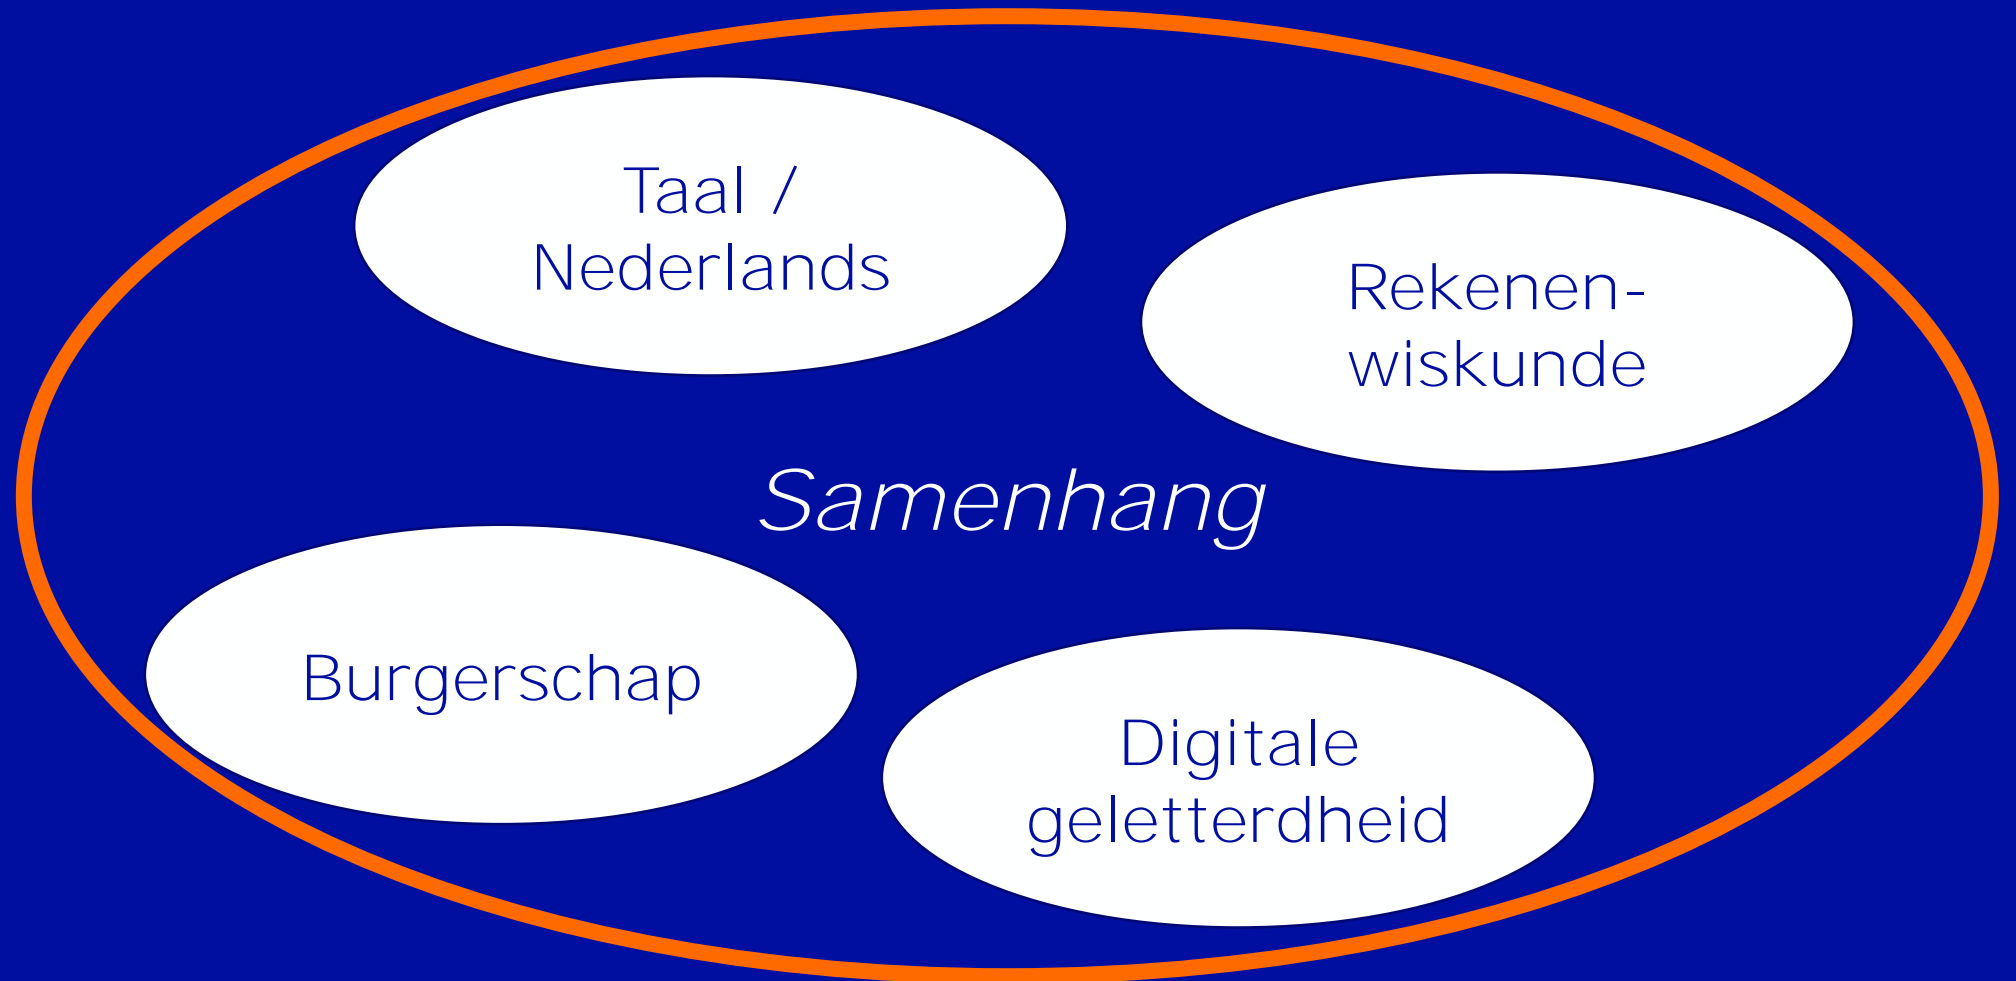 Taal /
Nederlands
Rekenen-
wiskunde
Samenhang
Burgerschap
Digitale
geletterdheid